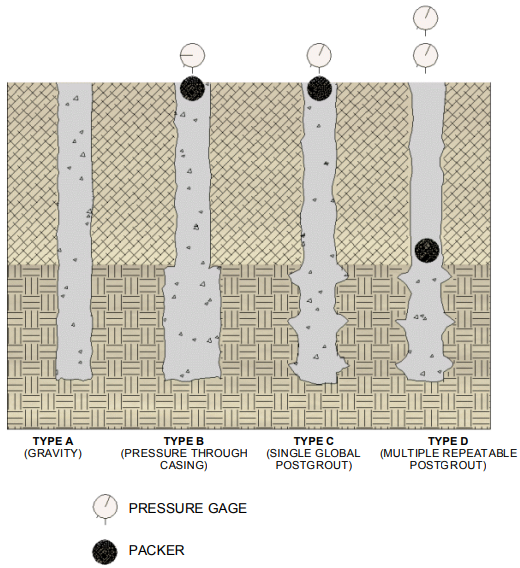 TYPE A
(GRAVITY)
TYPE B
(PRESSURE THROUGH
CASING)
TYPE C
(SINGLE GLOBAL
POSTGROUT)
TYPE D
(MULTIPLE REPEATABLE
POSTGROUT)
PRESSURE GAGE
PACKER